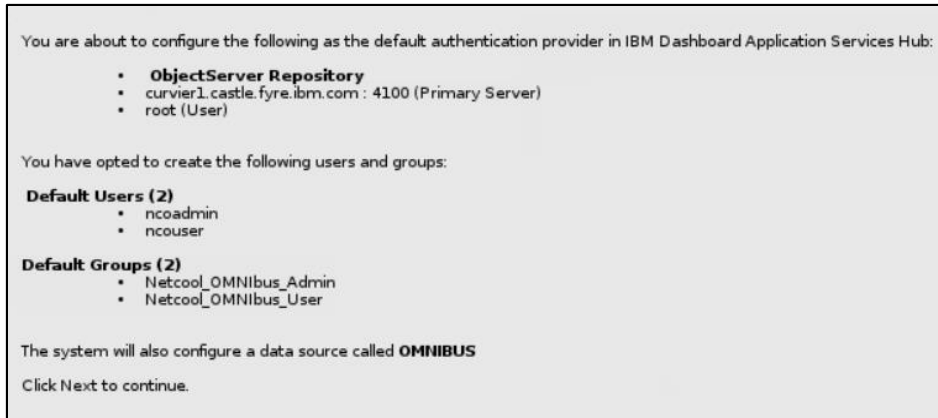 You are about to configure the following as the default authentication provider in IBM Dashboard Application Services Hub:
• ObjectServer Repository
• curvier1.castle.fyre.ibm.com : 4100 (Primary Server)
• root (User)
You have opted to create the following users and groups:
Default Users (2)
• ncoadmin
• ncouser
Default Groups (2)
• Netcool_OMNIbus_Admin
• Netcool_OMNIbus_User
The system will also configure a data source called OMNIBUS
Click Next to continue.